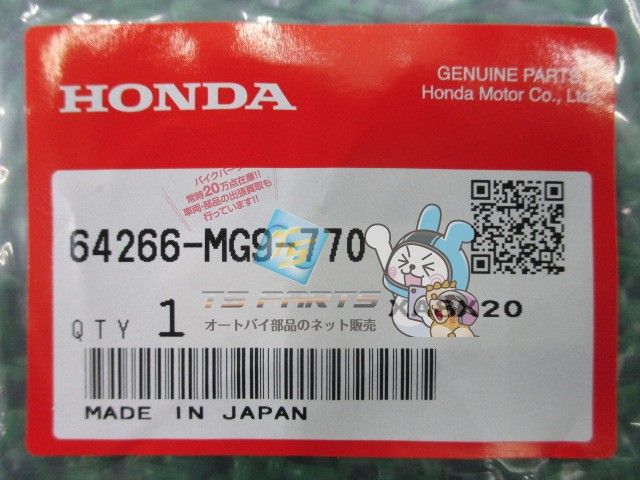 HONDA
GENUINE PARTS
Honda Motor Co., Ltd.
バイクパーツ
常時20万点在庫!!
車両・部品の出張買取も
行っています!!
64266-MG9-770
TS PARTS
オートバイ部品のネット販売
QTY 1
MADE IN JAPAN